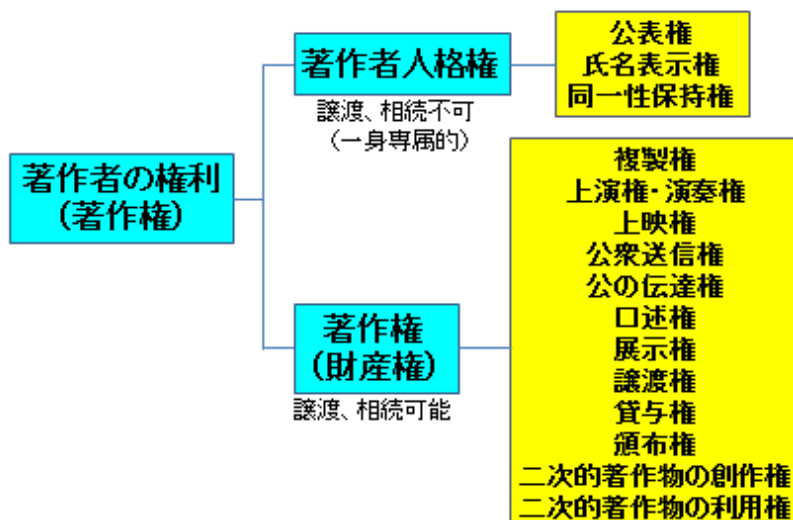 著作者の権利
(著作権)
著作者人格権
譲渡、相続不可
(一身専属的)
公表権
氏名表示権
同一性保持権
著作権
(財産権)
譲渡、相続可能
複製権
上演権・演奏権
上映権
公衆送信権
公の伝達権
口述権
展示権
譲渡権
貸与権
頒布権
二次的著作物の創作権
二次的著作物の利用権